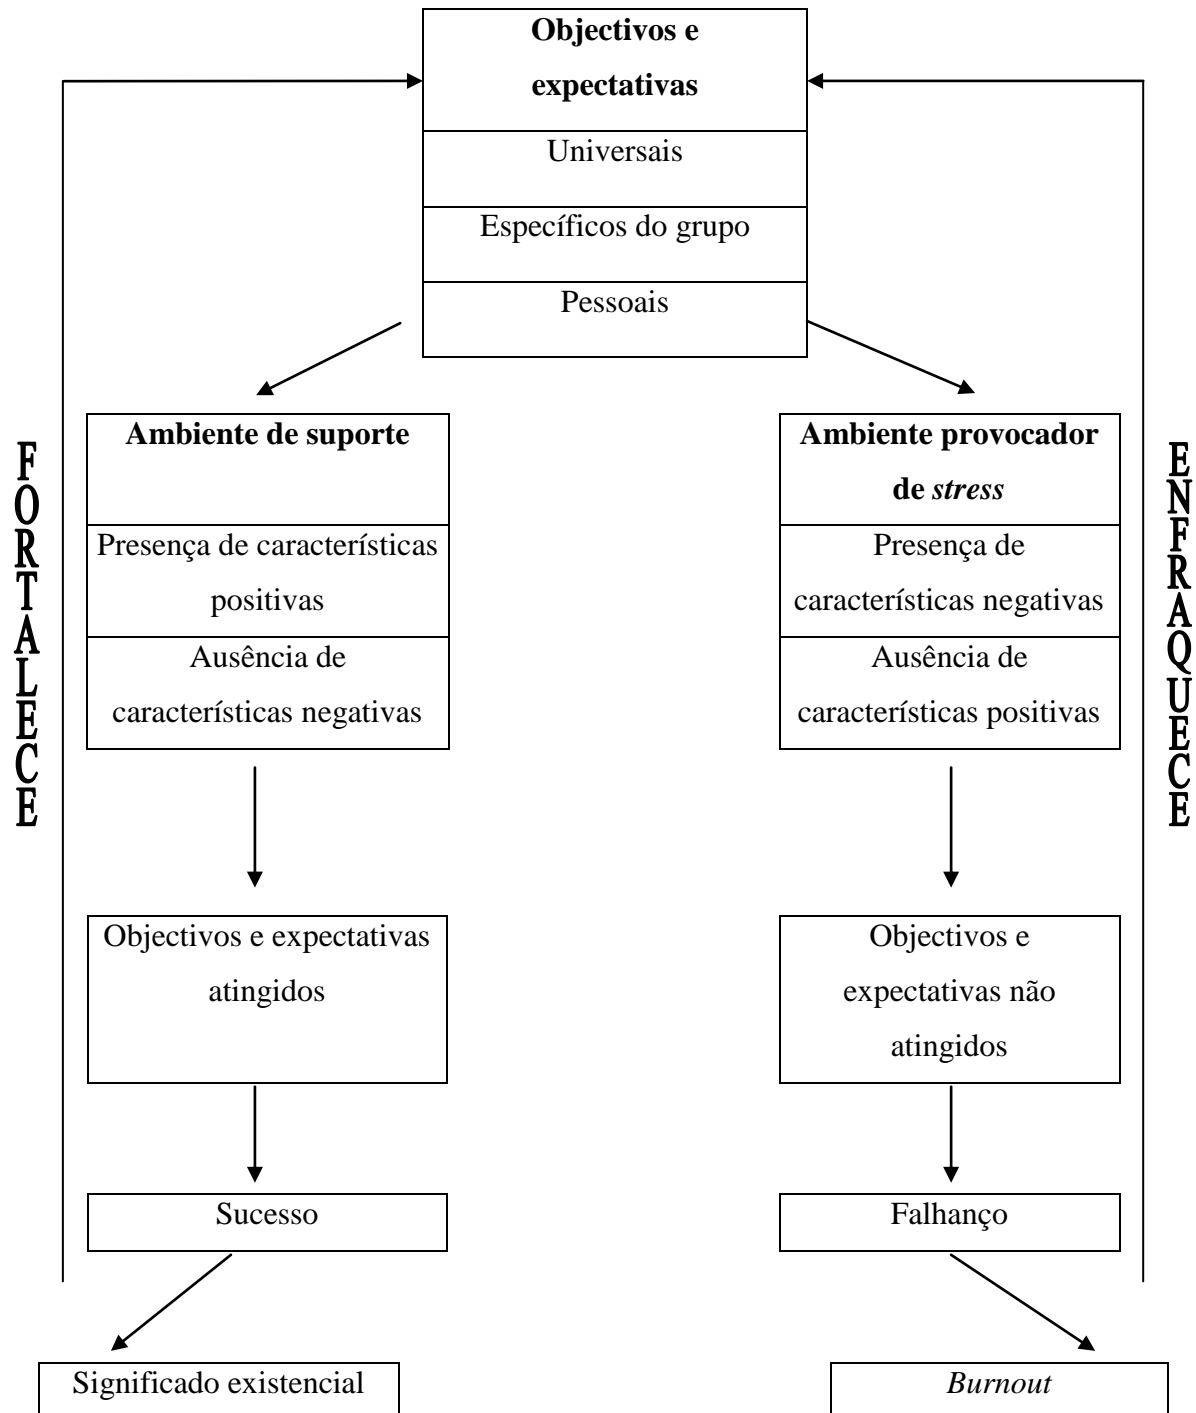 Objectivos e
expectativas
Universais
Específicos do grupo
Pessoais
FORTALECE
Ambiente de suporte
Presença de características
positivas
Ausência de
características negativas
Ambiente provocador
de stress
Presença de
características negativas
Ausência de
características positivas
ENFRAQUECE
Objectivos e expectativas
atingidos
Objectivos e
expectativas não
atingidos
Sucesso
Falhanço
Significado existencial
Burnout